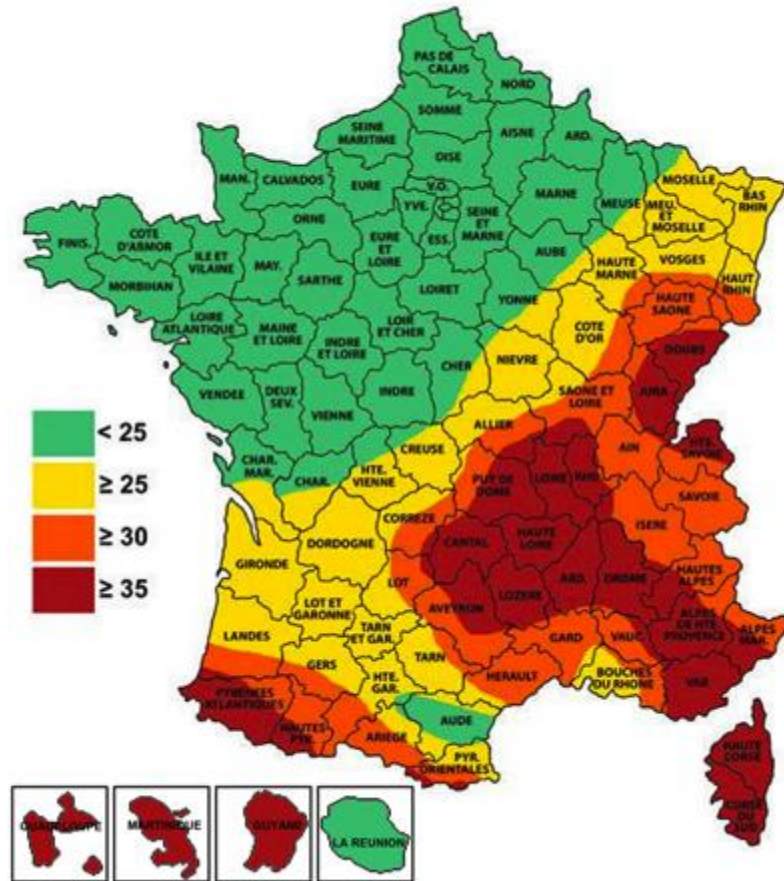 PAS DE
CALAIS
NORD
SOMME
SEINE
MARITIME
AISNE
ARD.
OISE
MAN.
CALVADOS
EURE
V.O.
YVE.
MARNE
MEUSE
MOSELLE
BAS
RHIN
MEU.
ET
MOSELLE
ORNE
ESS.
SEINE
ET
MARNE
FINIS.
COTE
D'ASMOR
ILE ET
VILAINE
MAY.
EURE
ET
LOIRE
AUBE
HAUTE
MARNE
VOSGES
HAUT
RHIN
MORBIHAN
SARTHE
LOIRET
YONNE
HAUTE
SAONE
LOIRE
ATLANTIQUE
MAINE
ET LOIRE
LOIR
ET CHER
INDRE
ET LOIRE
COTE
D'OR
DOUBS
CHER
NIEVRE
VENDEE
DEUX
SEV.
VIENNE
INDRE
SAONE ET
LOIRE
JURA
ALLIER
< 25
≥ 25
≥ 30
≥ 35
CHAR.
MAR.
CHAR.
HTE.
VIENNE
CREUSE
PUY DE
DOME
LOIRE
RHO.
AIN
HTE.
SAVOIE
SAVOIE
CORREZE
ISERE
GIRONDE
DORDOGNE
CANTAL
HAUTE
LOIRE
LOT
LOZERE
ARD.
DROME
HAUTES
ALPES
LOT ET
GARONNE
AVEYRON
LANDES
TARN
ET GAR.
TARN
GARD
VAUC.
ALPES
DE HTE
PROVENCE
ALPES
MAR.
GERS
HTE.
GAR.
HERAULT
BOUCHES
DU RHONE
VAR
PYRENEES
ATLANTIQUES
HAUTES
PYR.
ARIEGE
AUDE
PYR.
ORIENTALES
HAUTE
CORSE
CORSE
DU
SUD
GUADELOUPE
MARTINIQUE
GUYANE
LA REUNION